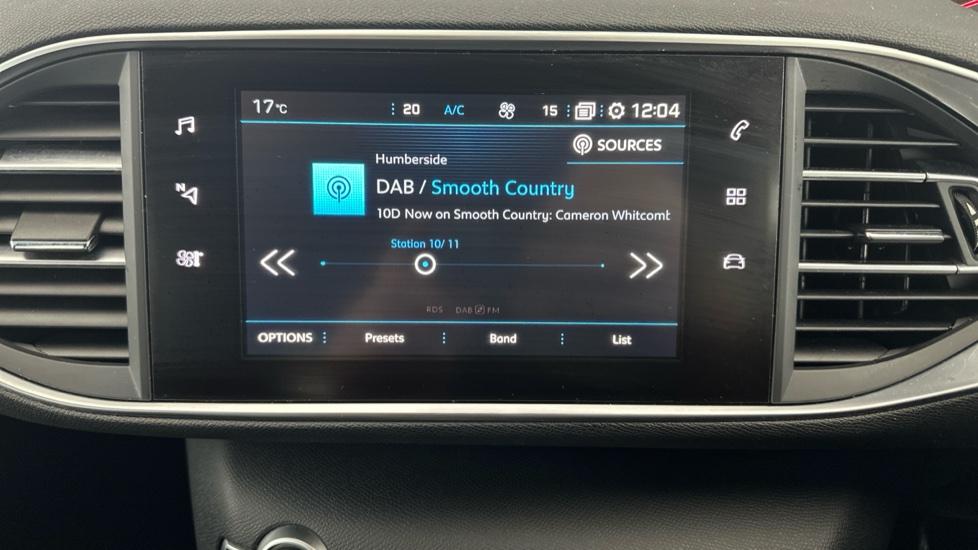 17°C 20 A/C 15 12:04
SOURCES
Humberside
DAB / Smooth Country
10D Now on Smooth Country: Cameron Whitcomb
Station 10/ 11
RDS DAB FM
OPTIONS Presets Band List
N